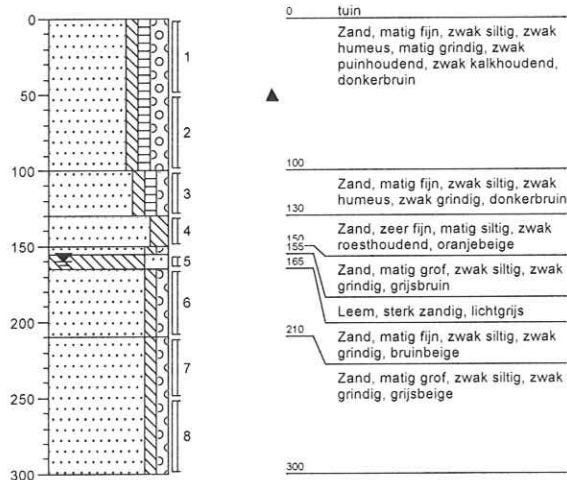 0
50
100
150
200
250
300
1
2
3
4
5
6
7
8
0 tuin
Zand, matig fijn, zwak siltig, zwak
humeus, matig grindig, zwak
puinhoudend, zwak kalkhoudend,
donkerbruin
100
Zand, matig fijn, zwak siltig, zwak
humeus, zwak grindig, donkerbruin
130
Zand, zeer fijn, matig siltig, zwak
roesthoudend, oranjebeige
150
155
Zand, matig grof, zwak siltig, zwak
grindig, grijsbruin
165
Leem, sterk zandig, lichtgrijs
Zand, matig fijn, zwak siltig, zwak
grindig, bruinbeige
210
Zand, matig grof, zwak siltig, zwak
grindig, grijsbeige
300